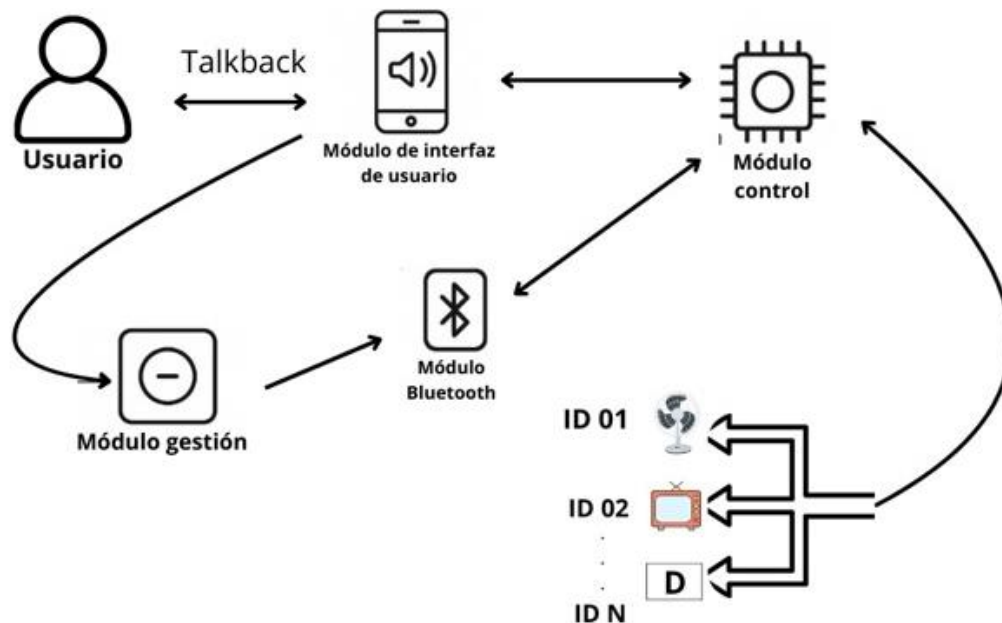 Talkback
Usuario
Módulo de interfaz
de usuario
Módulo
control
Módulo
Bluetooth
Módulo gestión
ID 01
ID 02
D
ID N